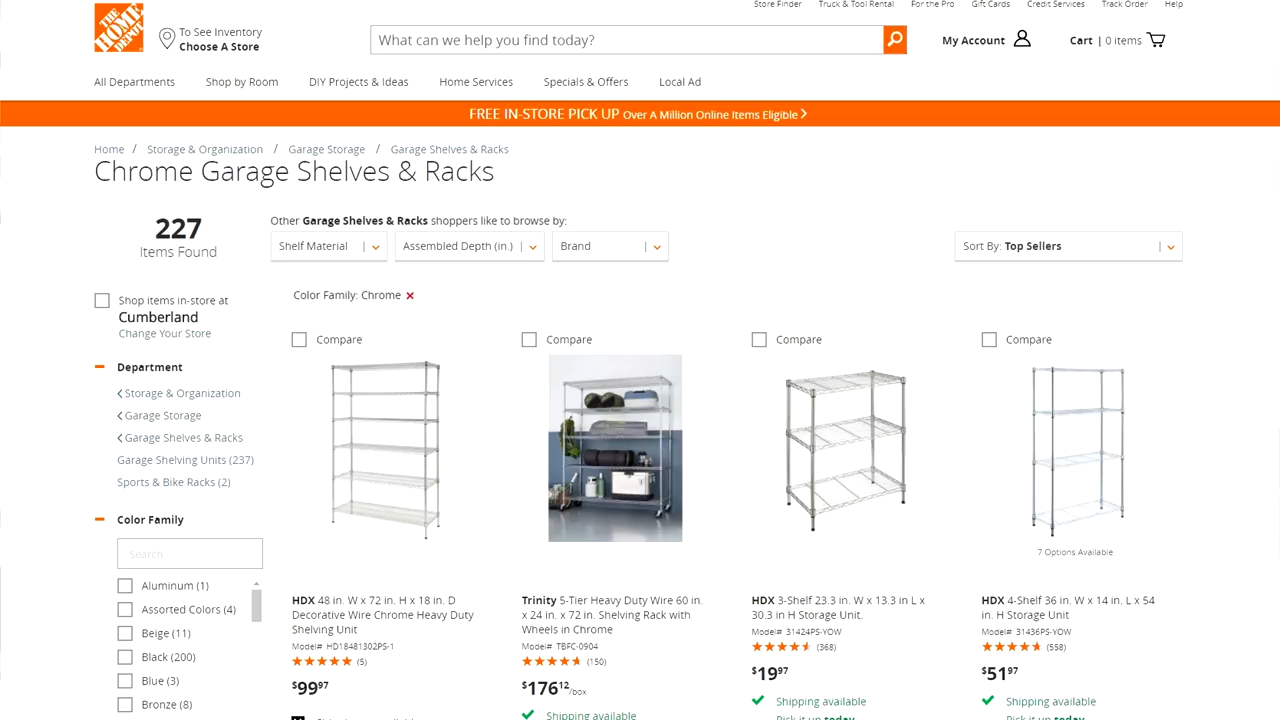 Store Finder Truck & Tool Rental For the Pro Gift Cards Credit Services Track Order Help
THE HOME DEPOT
To See Inventory
Choose A Store
What can we help you find today?
My Account
Cart | 0 items
All Departments Shop by Room DIY Projects & Ideas Home Services Specials & Offers Local Ad
FREE IN-STORE PICK UP Over A Million Online Items Eligible >
Home / Storage & Organization / Garage Storage / Garage Shelves & Racks
Chrome Garage Shelves & Racks
227
Items Found
Other Garage Shelves & Racks shoppers like to browse by:
Shelf Material | Assembled Depth (in.) | Brand | Sort By: Top Sellers |
Shop items in-store at
Cumberland
Change Your Store
Color Family: Chrome ×
Department
Storage & Organization
Garage Storage
Garage Shelves & Racks
Garage Shelving Units (237)
Sports & Bike Racks (2)
Color Family
Search
Aluminum (1)
Assorted Colors (4)
Beige (11)
Black (200)
Blue (3)
Bronze (8)
Compare
HDX 48 in. W x 72 in. H x 18 in. D
Decorative Wire Chrome Heavy Duty
Shelving Unit
Model# HD18481302PS-1
(5)
$99 97
Compare
Trinity 5-Tier Heavy Duty Wire 60 in.
x 24 in. x 72 in. Shelving Rack with
Wheels in Chrome
Model# TBFC-0904
(150)
$176 12 /box
Shipping available
Compare
HDX 3-Shelf 23.3 in. W x 13.3 in L x
30.3 in H Storage Unit.
Model# 31424PS-YOW
(368)
$19 97
Shipping available
Pick it up today
Compare
7 Options Available
HDX 4-Shelf 36 in. W x 14 in. L x 54
in. H Storage Unit
Model# 31436PS-YOW
(558)
$51 97
Shipping available
Pick it up today